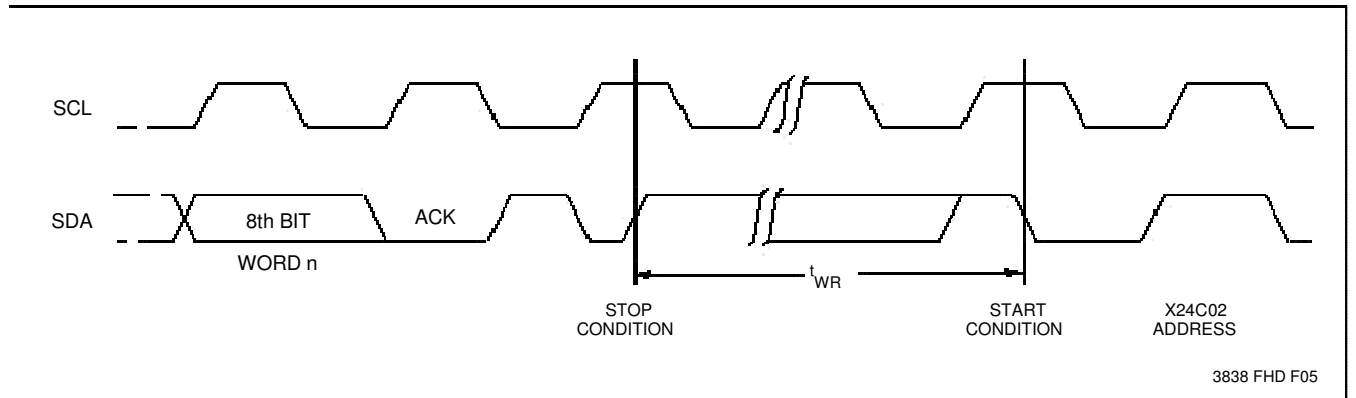 SCL
SDA
8th BIT
ACK
WORD n
tWR
STOP
CONDITION
START
CONDITION
X24C02
ADDRESS
3838 FHD F05